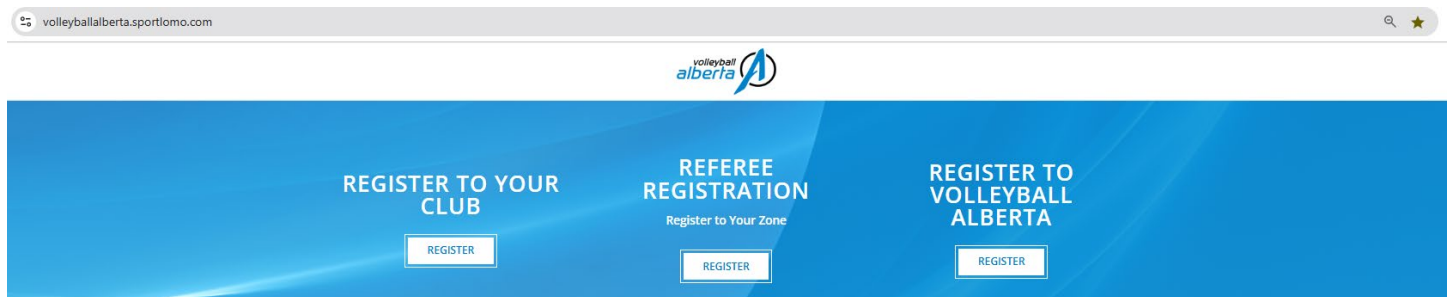 volleyballalberta.sportlomo.com
volleyball
alberta
REGISTER TO YOUR
CLUB
REGISTER
REFEREE
REGISTRATION
Register to Your Zone
REGISTER
REGISTER TO
VOLLEYBALL
ALBERTA
REGISTER